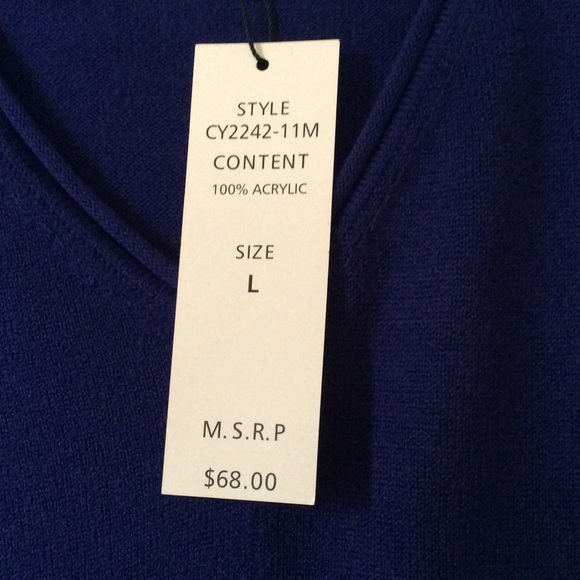 STYLE
CY2242-11M
CONTENT
100% ACRYLIC
SIZE
L
M.S.R.P
$68.00